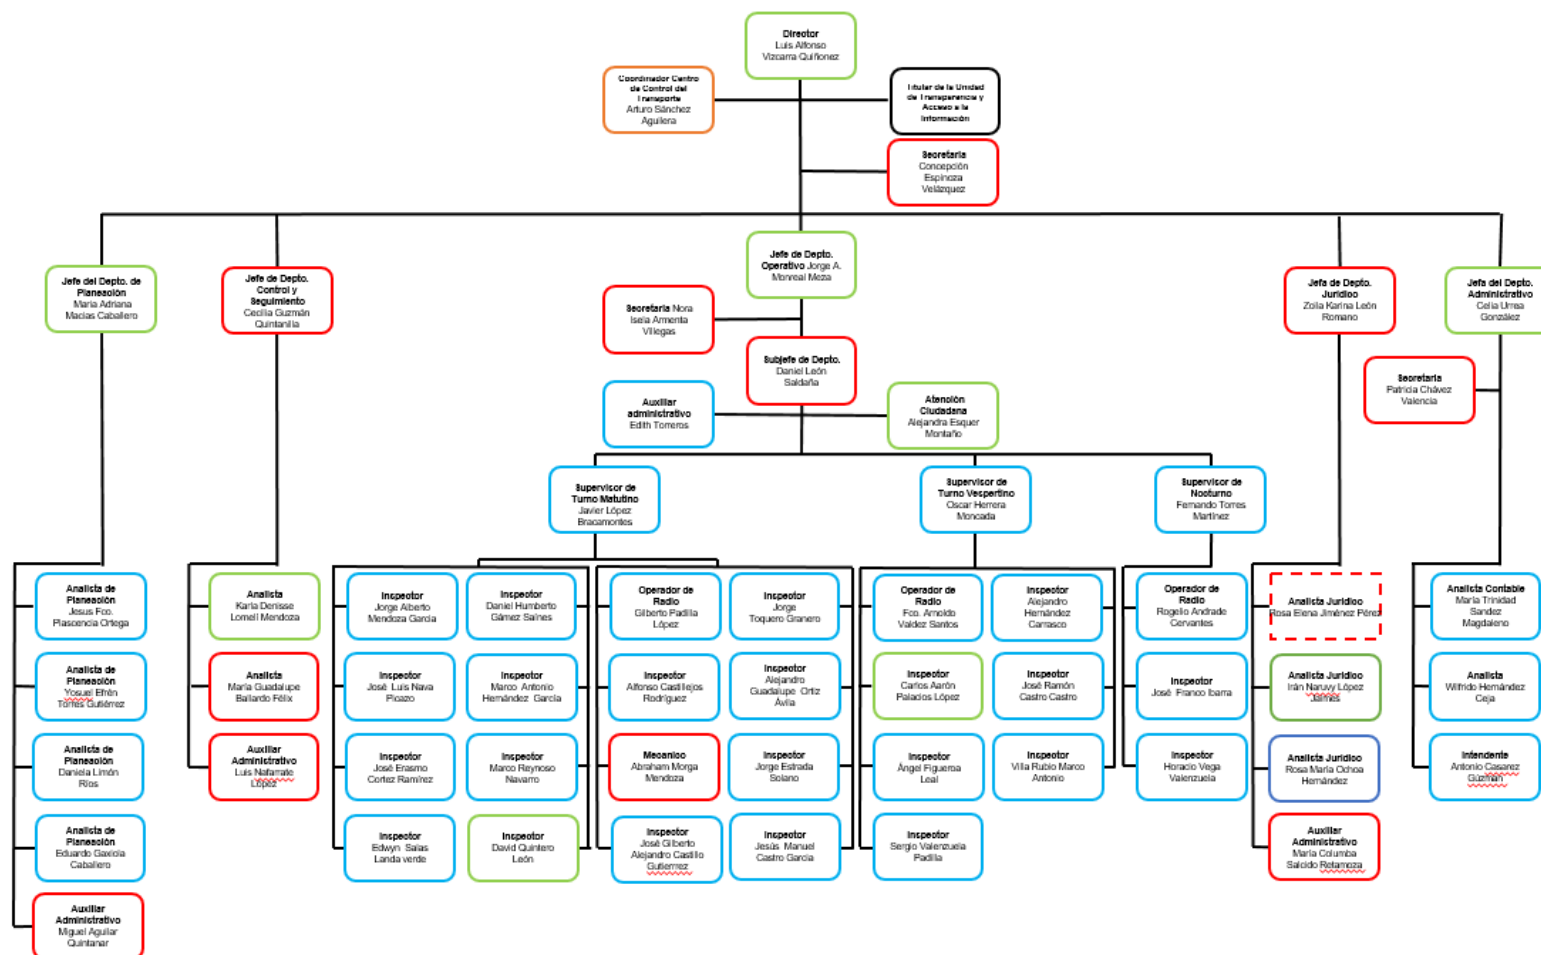 Director
Luis Alfonso
Vizcarra Quiñonez
Coordinador Centro
de Control del
Transporte
Arturo Sánchez
Aguilera
Titular de la Unidad
de Transparencia y
Acceso a la
Información
Secretaria
Concepción
Espinoza
Velázquez
Jefe del Depto. de
Planeación
Maria Adriana
Macias Caballero
Jefe de Depto.
Control y
Seguimiento
Cecilia Guzmán
Quintanilla
Jefe de Depto.
Operativo Jorge A.
Monreal Meza
Jefa de Depto.
Jurídico
Zoila Karina León
Romano
Jefa del Depto.
Administrativo
Celia Urrea
González
Secretaria Nora
Isela Armenta
Villegas
Subjefe de Depto.
Daniel León
Saldaña
Secretaria
Patricia Chávez
Valencia
Auxiliar
administrativo
Edith Torreros
Atención
Ciudadana
Alejandra Esquer
Montaño
Supervisor de
Turno Matutino
Javier López
Bracamontes
Supervisor de
Turno Vespertino
Oscar Herrera
Moncada
Supervisor de
Nocturno
Fernando Torres
Martínez
Analista de
Planeación
Jesus Fco.
Plascencia Ortega
Analista
Karla Denisse
Lomelí Mendoza
Inspector
Jorge Alberto
Mendoza Garcia
Inspector
Daniel Humberto
Gámez Saínes
Operador de
Radio
Gilberto Padilla
López
Inspector
Jorge
Toquero Granero
Operador de
Radio
Fco. Arnoldo
Valdez Santos
Inspector
Alejandro
Hernández
Carrasco
Operador de
Radio
Rogelio Andrade
Cervantes
Analista Jurídico
Rosa Elena Jiménez Pérez
Analista Contable
María Trinidad
Sandez
Magdaleno
Analista de
Planeación
Yosuel Efrén
Torres Gutiérrez
Analista
María Guadalupe
Ballardo Félix
Inspector
José Luis Nava
Picazo
Inspector
Marco Antonio
Hernández García
Inspector
Alfonso Castillejos
Rodríguez
Inspector
Alejandro
Guadalupe Ortiz
Ávila
Inspector
Carlos Aarón
Palacios López
Inspector
José Ramón
Castro Castro
Inspector
José Franco Ibarra
Analista Jurídico
Irán Naruvy López
Jaimes
Analista
Wilfrido Hernández
Ceja
Analista de
Planeación
Daniela Limón
Ríos
Auxiliar
Administrativo
Luis Nafarrate
López
Inspector
José Erasmo
Cortez Ramírez
Inspector
Marco Reynoso
Navarro
Mecanico
Abraham Morga
Mendoza
Inspector
Jorge Estrada
Solano
Inspector
Ángel Figueroa
Leal
Inspector
Villa Rubio Marco
Antonio
Inspector
Horacio Vega
Valenzuela
Analista Jurídico
Rosa María Ochoa
Hernández
Intendente
Antonio Casarez
Gúzman
Analista de
Planeación
Eduardo Gaxiola
Caballero
Inspector
Edwyn Salas
Landa verde
Inspector
David Quintero
León
Inspector
José Gilberto
Alejandro Castillo
Gutierrrez
Inspector
Jesús Manuel
Castro Garcia
Inspector
Sergio Valenzuela
Padilla
Auxiliar
Administrativo
María Columba
Salcido Retamoza
Auxiliar
Administrativo
Miguel Aguilar
Quintanar